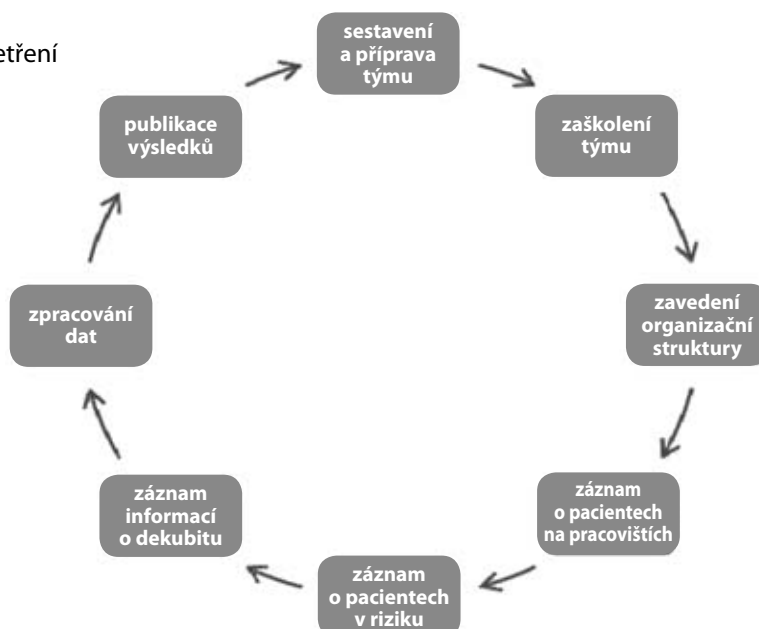 etření
sestavení
a příprava
týmu
zaškolení
týmu
zavedení
organizační
struktury
záznam
o pacientech
na pracovištích
záznam
o pacientech
v riziku
záznam
informací
o dekubitu
zpracování
dat
publikace
výsledků